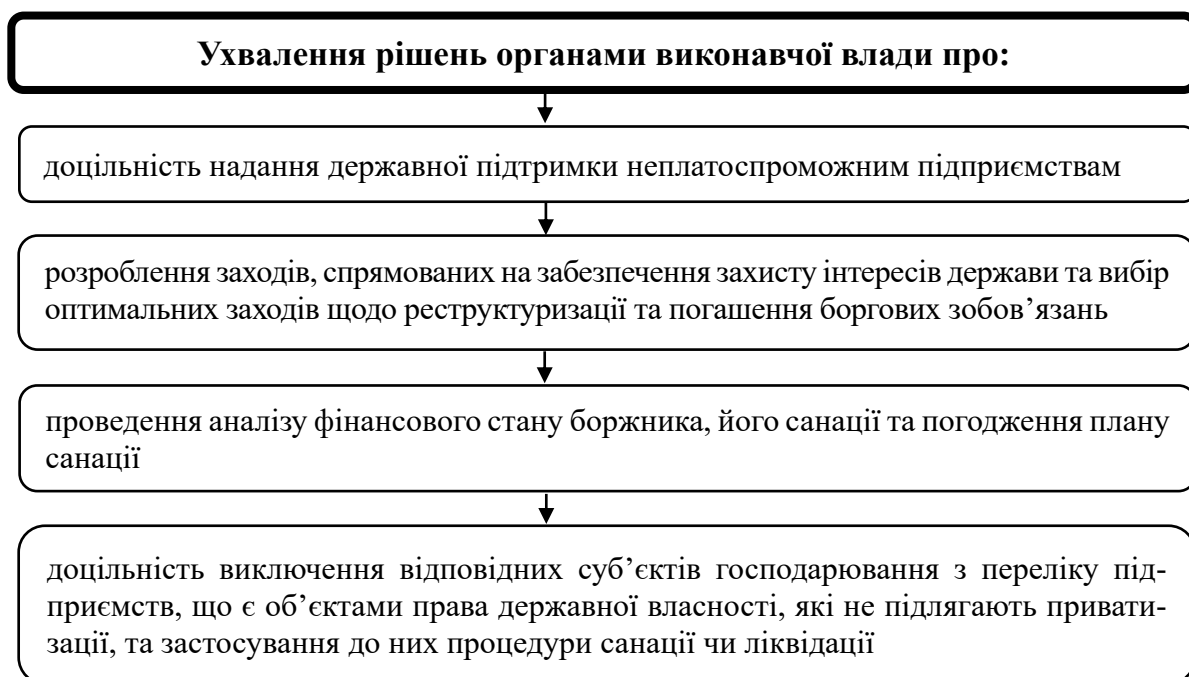 Ухвалення рішень органами виконавчої влади про:
доцільність надання державної підтримки неплатоспроможним підприємствам
розроблення заходів, спрямованих на забезпечення захисту інтересів держави та вибір
оптимальних заходів щодо реструктуризації та погашення боргових зобов’язань
проведення аналізу фінансового стану боржника, його санації та погодження плану
санації
доцільність виключення відповідних суб’єктів господарювання з переліку під-
приємств, що є об’єктами права державної власності, які не підлягають привати-
зації, та застосування до них процедури санації чи ліквідації